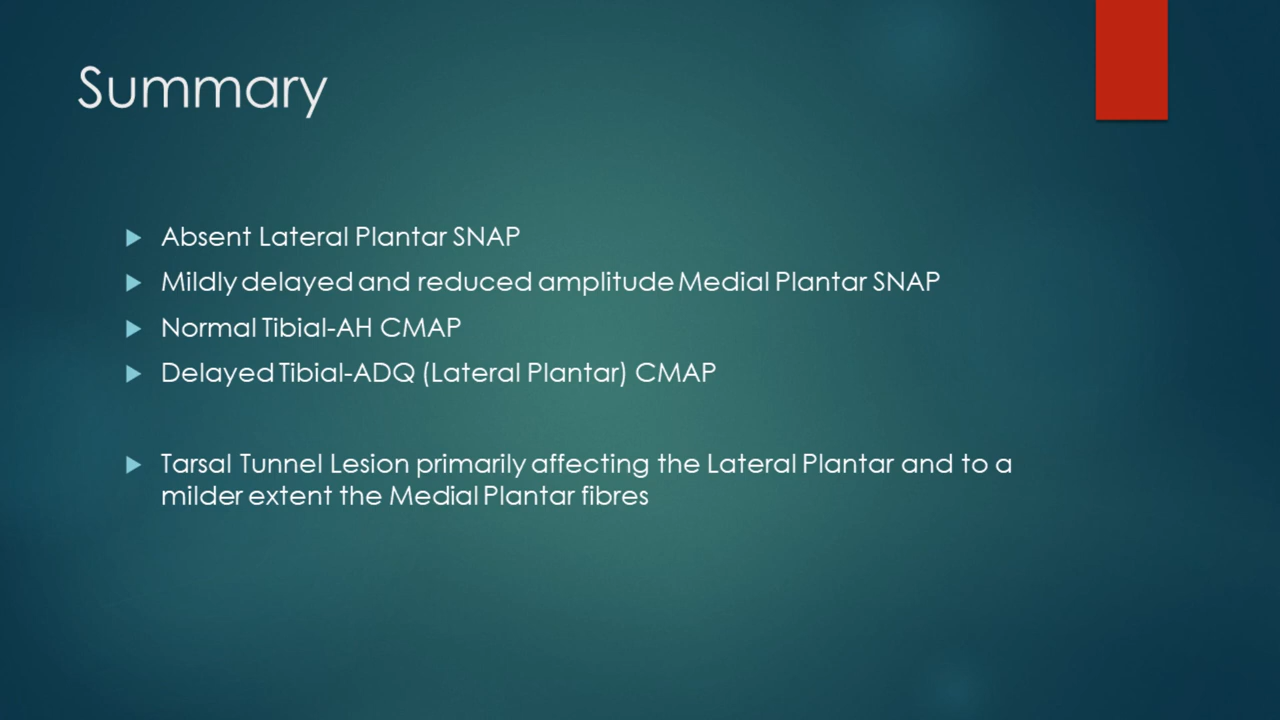 Summary
Absent Lateral Plantar SNAP
Mildly delayed and reduced amplitude Medial Plantar SNAP
Normal Tibial-AH CMAP
Delayed Tibial-ADQ (Lateral Plantar) CMAP
Tarsal Tunnel Lesion primarily affecting the Lateral Plantar and to a
milder extent the Medial Plantar fibres